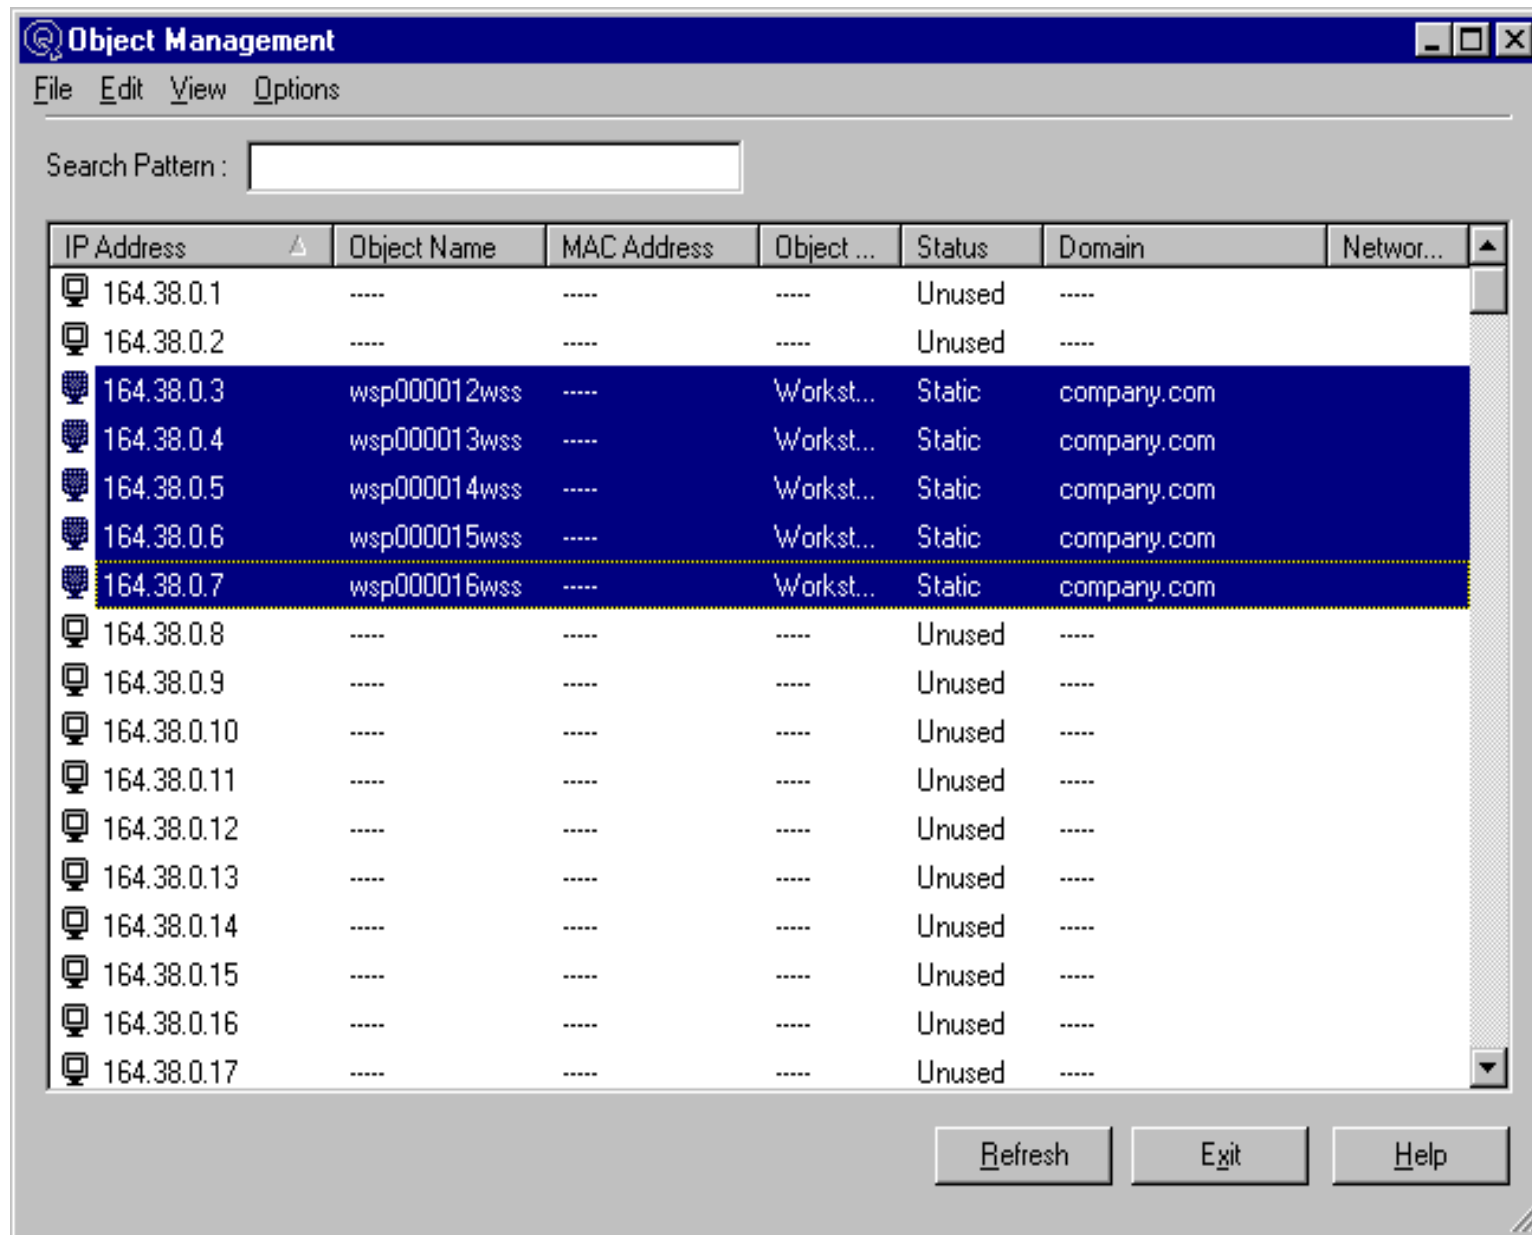 Object Management
File Edit View Options
Search Pattern :
IP Address Object Name MAC Address Object ... Status Domain Networ...
164.38.0.1 ----- ----- ----- Unused -----
164.38.0.2 ----- ----- ----- Unused -----
164.38.0.3 wsp000012wss ----- Workst... Static company.com
164.38.0.4 wsp000013wss ----- Workst... Static company.com
164.38.0.5 wsp000014wss ----- Workst... Static company.com
164.38.0.6 wsp000015wss ----- Workst... Static company.com
164.38.0.7 wsp000016wss ----- Workst... Static company.com
164.38.0.8 ----- ----- ----- Unused -----
164.38.0.9 ----- ----- ----- Unused -----
164.38.0.10 ----- ----- ----- Unused -----
164.38.0.11 ----- ----- ----- Unused -----
164.38.0.12 ----- ----- ----- Unused -----
164.38.0.13 ----- ----- ----- Unused -----
164.38.0.14 ----- ----- ----- Unused -----
164.38.0.15 ----- ----- ----- Unused -----
164.38.0.16 ----- ----- ----- Unused -----
164.38.0.17 ----- ----- ----- Unused -----
Refresh Exit Help